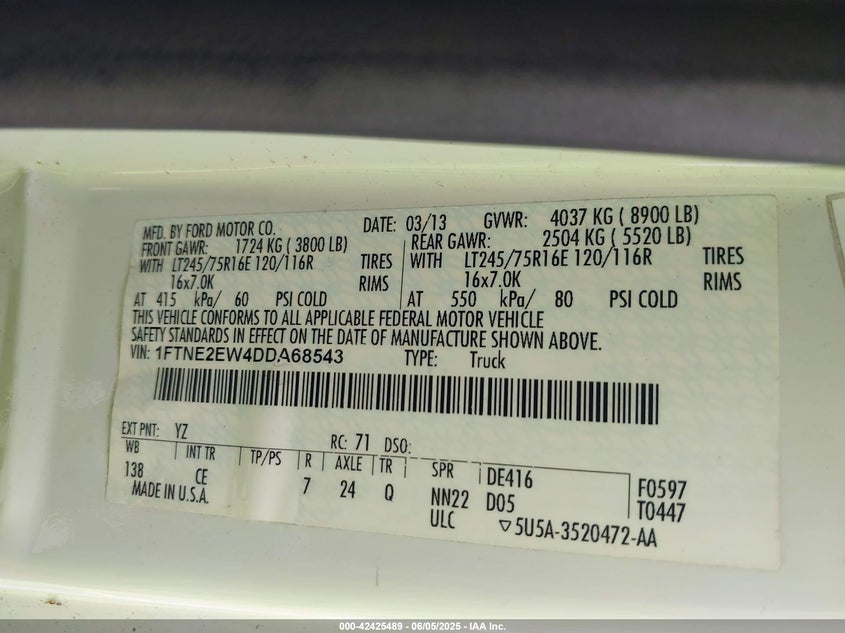 MFD. BY FORD MOTOR CO. DATE: 03/13 GVWR: 4037 KG ( 8900 LB)
FRONT GAWR: 1724 KG ( 3800 LB) REAR GAWR: 2504 KG ( 5520 LB)
WITH LT245/75R16E 120/116R TIRES WITH LT245/75R16E 120/116R TIRES
16x7.0K RIMS 16x7.0K RIMS
AT 415 kPa/ 60 PSI COLD AT 550 kPa/ 80 PSI COLD
THIS VEHICLE CONFORMS TO ALL APPLICABLE FEDERAL MOTOR VEHICLE
SAFETY STANDARDS IN EFFECT ON THE DATE OF MANUFACTURE SHOWN ABOVE.
VIN: 1FTNE2EW4DDA68543 TYPE: Truck
EXT PNT: YZ RC: 71 DSO:
WB INT TR TP/PS R AXLE TR SPR DE416 F0597
138 CE 7 24 Q NN22 D05 T0447
MADE IN U.S.A. ULC ▽5U5A-3520472-AA
000-42425489 - 06/05/2025 - IAA Inc.